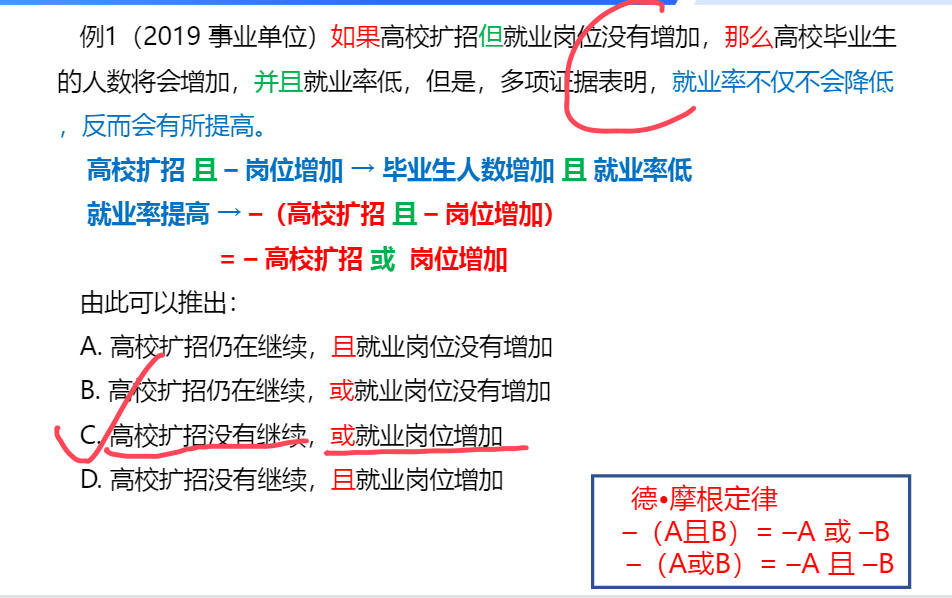 例1（2019 事业单位）如果高校扩招但就业岗位没有增加，那么高校毕业生
的人数将会增加，并且就业率低，但是，多项证据表明，就业率不仅不会降低
，反而会有所提高。
高校扩招 且 – 岗位增加 → 毕业生人数增加 且 就业率低
就业率提高 → –（高校扩招 且 – 岗位增加）
= – 高校扩招 或 岗位增加
由此可以推出：
A. 高校扩招仍在继续，且就业岗位没有增加
B. 高校扩招仍在继续，或就业岗位没有增加
C. 高校扩招没有继续，或就业岗位增加
D. 高校扩招没有继续，且就业岗位增加
德•摩根定律
–（A且B）= –A 或 –B
–（A或B）= –A 且 –B